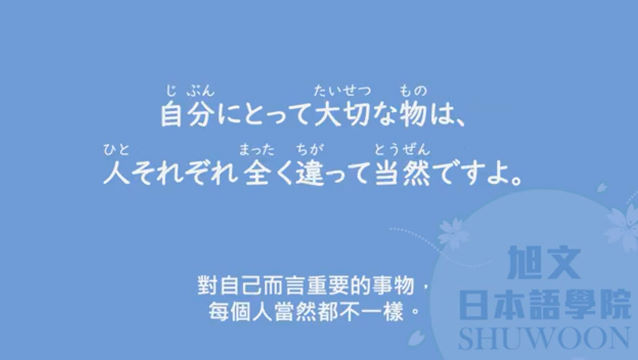 じ ぶん たいせつ もの
自分にとって大切な物は、
ひと まった ちが とうぜん
人それぞれ全く違って当然ですよ。
對自己而言重要的事物，
每個人當然都不一樣。
旭文
日本語學院
SHUWOON